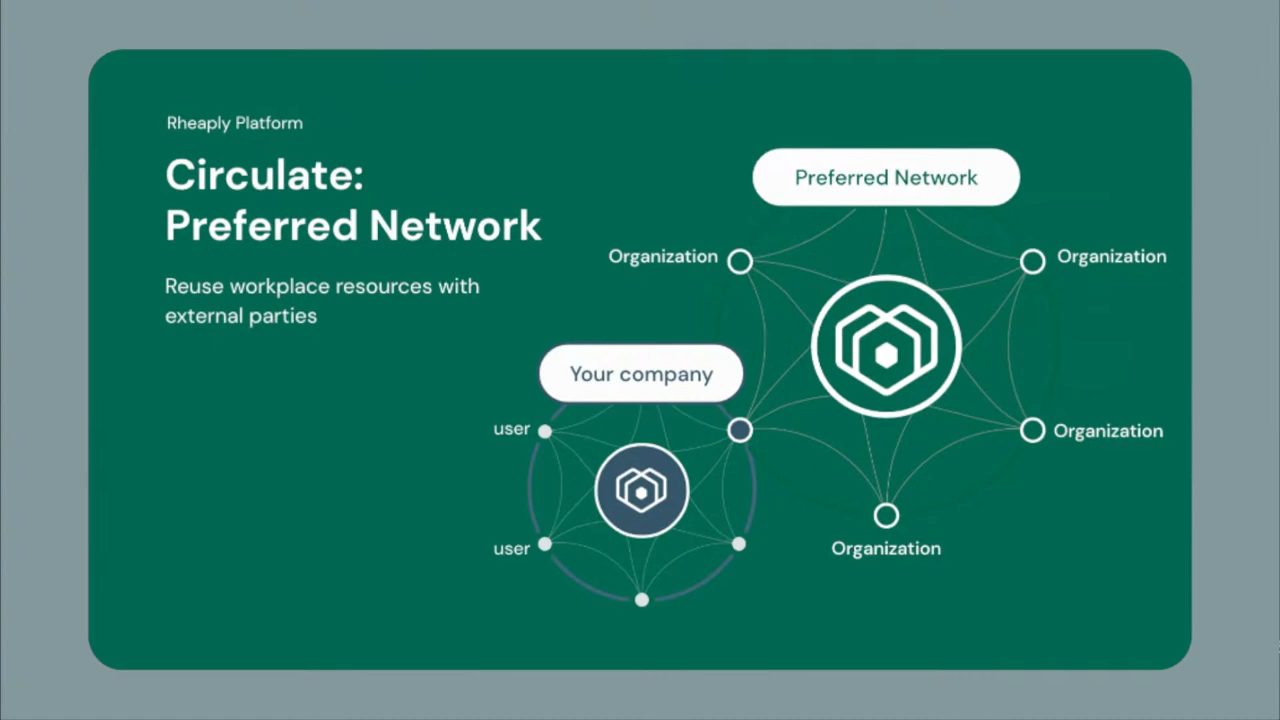 Rheaply Platform
Circulate:
Preferred Network
Reuse workplace resources with
external parties
Preferred Network
Organization
Organization
Your company
user
Organization
user
Organization